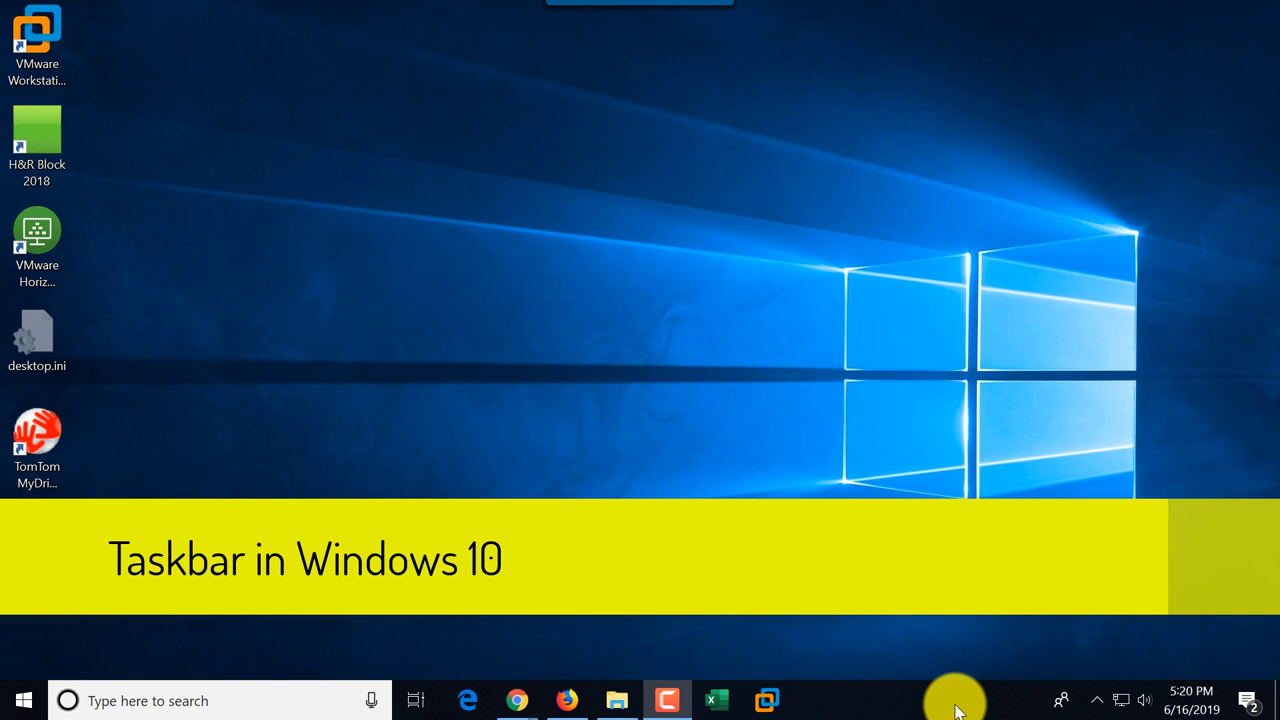 VMware
Workstati...
H&R Block
2018
VMware
Horiz...
desktop.ini
TomTom
MyDri...
Taskbar in Windows 10
Type here to search
5:20 PM
6/16/2019
2